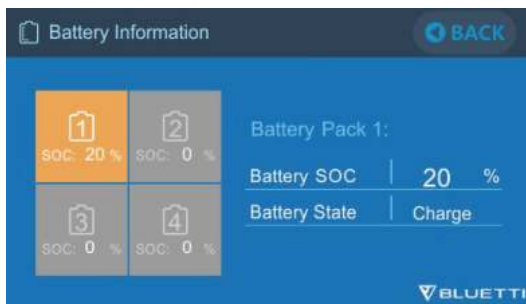 Battery Information
BACK
1
SOC: 20 %
2
SOC: 0 %
3
SOC: 0 %
4
SOC: 0 %
Battery Pack 1:
Battery SOC 20 %
Battery State Charge
BLUETTI